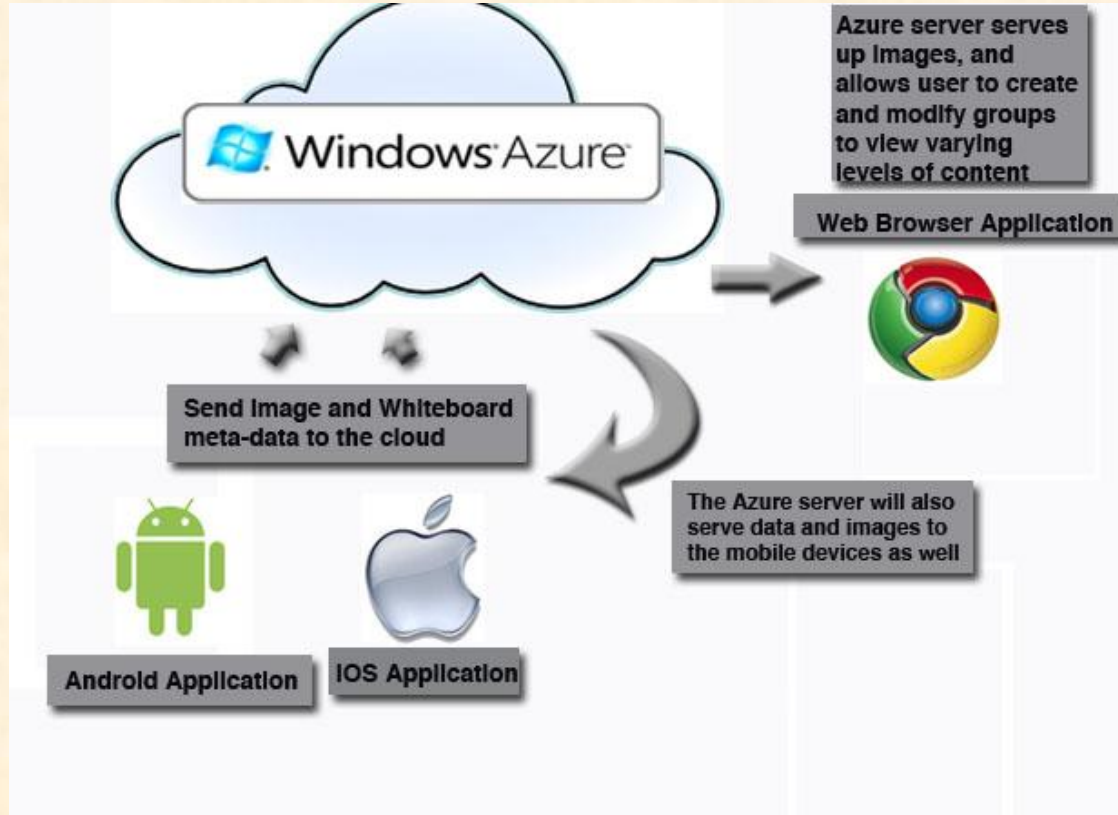 Windows Azure
Azure server serves
up images, and
allows user to create
and modify groups
to view varying
levels of content
Web Browser Application
Send Image and Whiteboard
meta-data to the cloud
The Azure server will also
serve data and images to
the mobile devices as well
Android Application
IOS Application